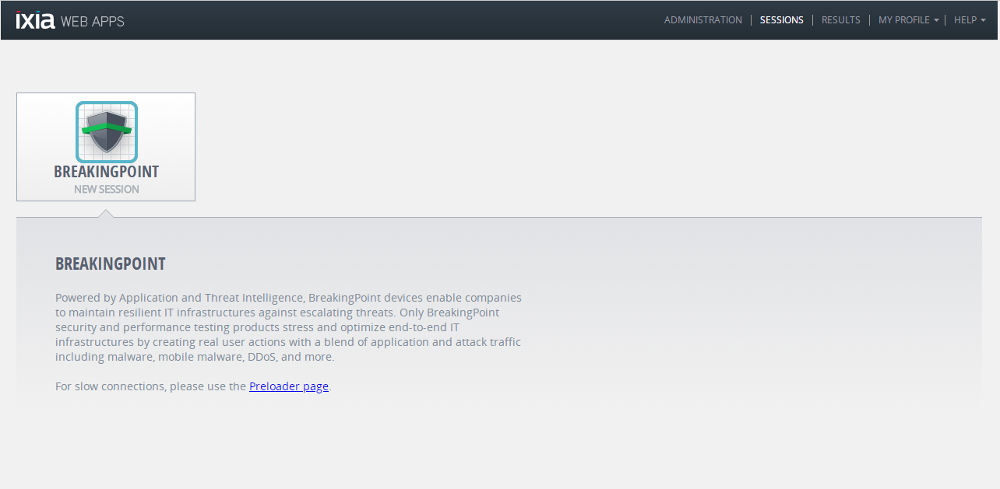 ixia WEB APPS
ADMINISTRATION SESSIONS RESULTS MY PROFILE HELP
BREAKINGPOINT
NEW SESSION
BREAKINGPOINT
Powered by Application and Threat Intelligence, BreakingPoint devices enable companies
to maintain resilient IT infrastructures against escalating threats. Only BreakingPoint
security and performance testing products stress and optimize end-to-end IT
infrastructures by creating real user actions with a blend of application and attack traffic
including malware, mobile malware, DDoS, and more.
For slow connections, please use the Preloader page.